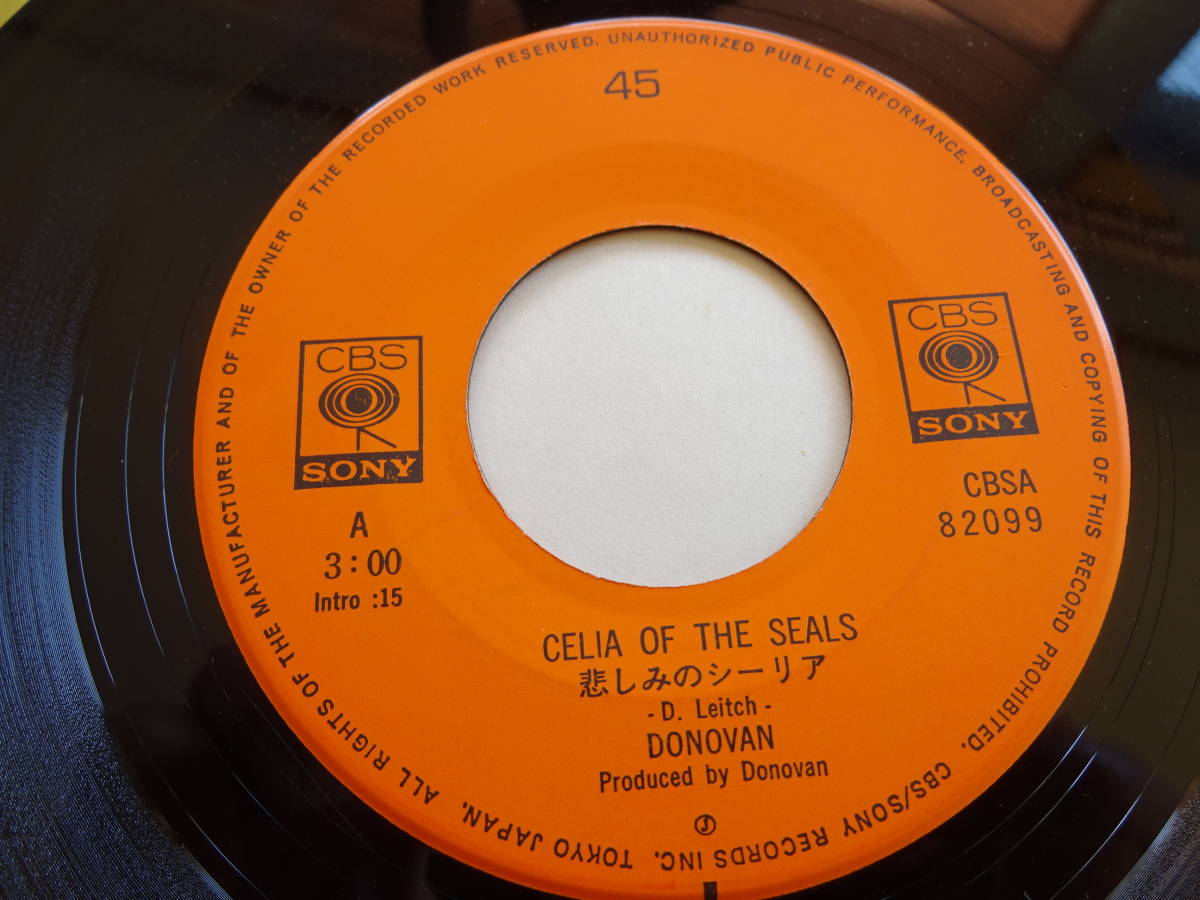 45
CBS
SONY
CBS
SONY
A
3:00
Intro :15
CBSA
82099
CELIA OF THE SEALS
悲しみのシーリア
- D. Leitch -
DONOVAN
Produced by Donovan
ALL RIGHTS OF THE MANUFACTURER AND OF THE OWNER OF THE RECORDED WORK RESERVED. UNAUTHORIZED PUBLIC PERFORMANCE, BROADCASTING AND COPYING OF THIS RECORD PROHIBITED. CBS/SONY RECORDS INC. TOKYO JAPAN.